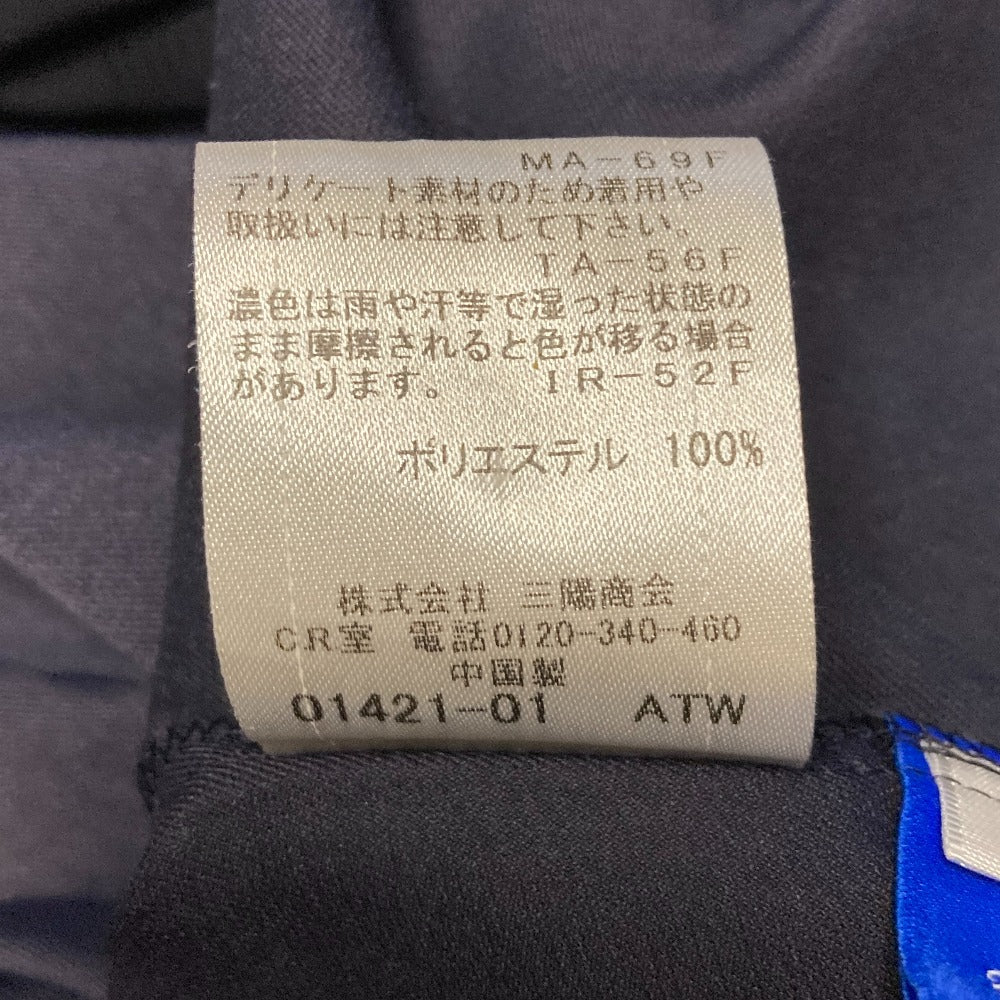 MA-69F
デリケート素材のため着用や
取扱いには注意して下さい。
TA-56F
濃色は雨や汗等で湿った状態の
まま摩擦されると色が移る場合
があります。 IR-52F
ポリエステル 100%
株式会社 三陽商会
C.R室 電話0120-340-460
中国製
01421-01 ATW